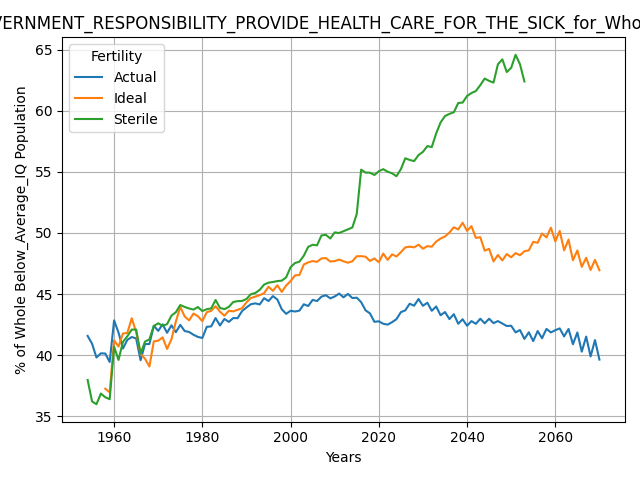 VERNMENT_RESPONSIBILITY_PROVIDE_HEALTH_CARE_FOR_THE_SICK_for_Who
Fertility
Actual
Ideal
Sterile
% of Whole Below_Average_IQ Population
65
60
55
50
45
40
35
1960
1980
2000
2020
2040
2060
Years